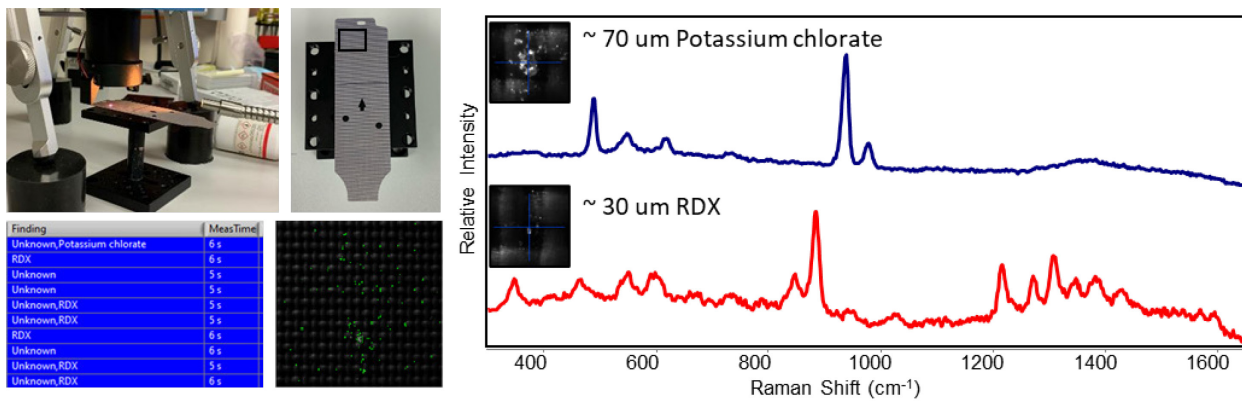 Finding MeasTime
Unknown,Potassium chlorate 6 s
RDX 6 s
Unknown 5 s
Unknown 5 s
Unknown,RDX 5 s
Unknown,RDX 5 s
RDX 6 s
Unknown 6 s
Unknown,RDX 5 s
Unknown,RDX 6 s
~ 70 um Potassium chlorate
~ 30 um RDX
Relative Intensity
400 600 800 1000 1200 1400 1600
Raman Shift (cm⁻¹)